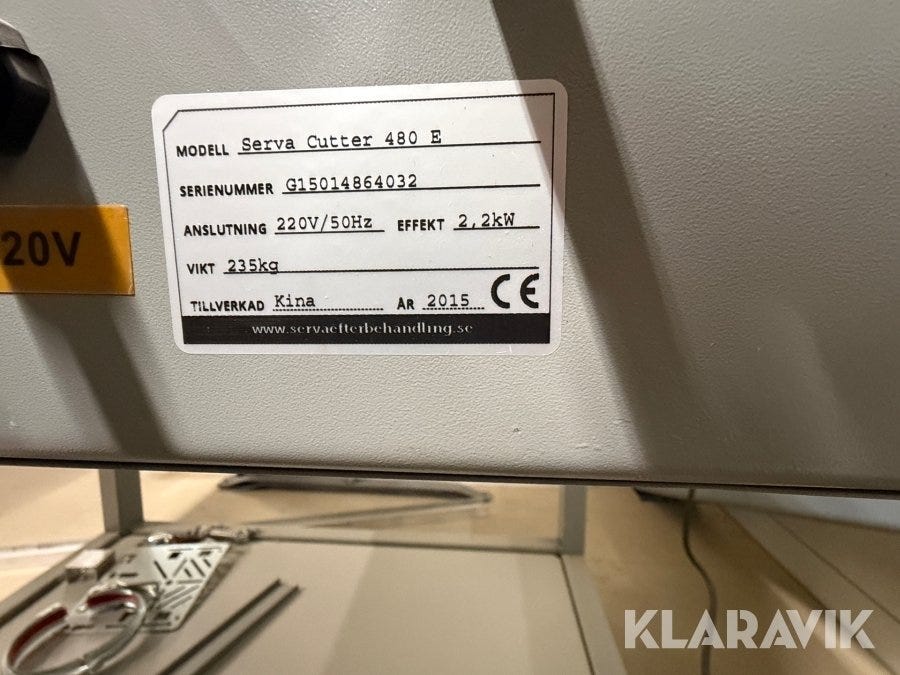 MODELL Serva Cutter 480 E
SERIENUMMER G15014864032
ANSLUTNING 220V/50Hz EFFEKT 2,2kW
VIKT 235kg
TILLVERKAD Kina ÅR 2015 CE
www.servaefterbehandling.se
20V
KLARAVIK